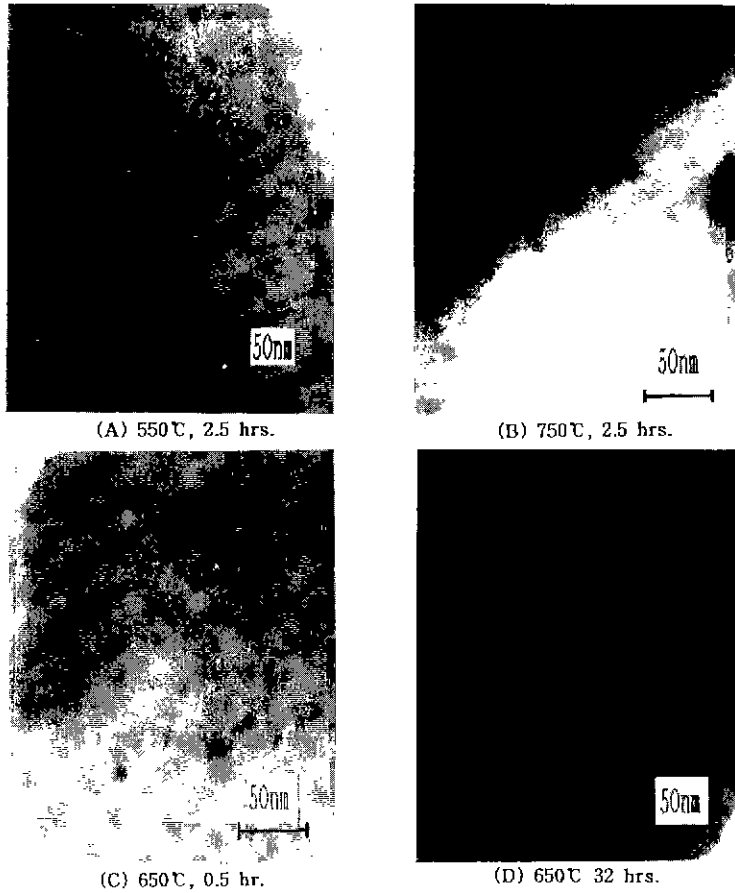 50nm
50nm
(A) 550℃, 2.5 hrs.
(B) 750℃, 2.5 hrs.
50nm
50nm
(C) 650℃, 0.5 hr.
(D) 650℃ 32 hrs.